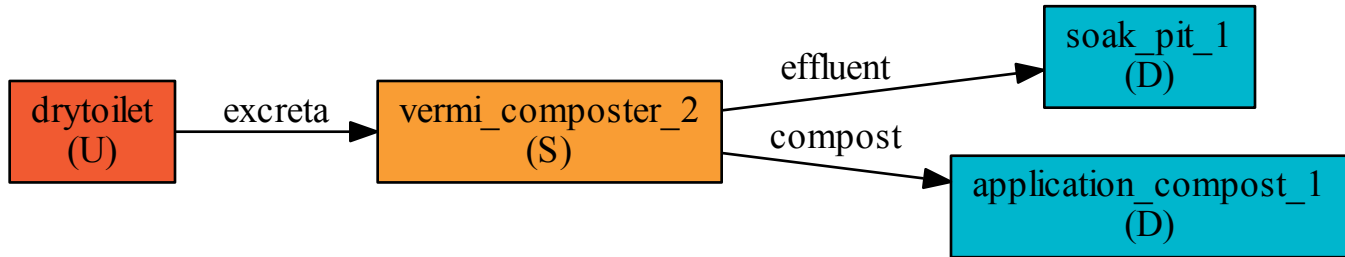 drytoilet
(U)
excreta
vermi_composter_2
(S)
effluent
compost
soak_pit_1
(D)
application_compost_1
(D)